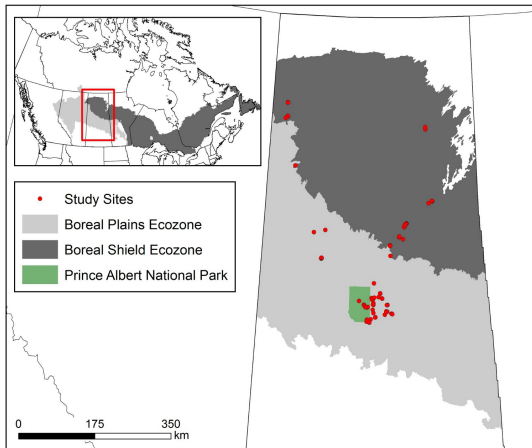 Study Sites
Boreal Plains Ecozone
Boreal Shield Ecozone
Prince Albert National Park
0 175 350
km